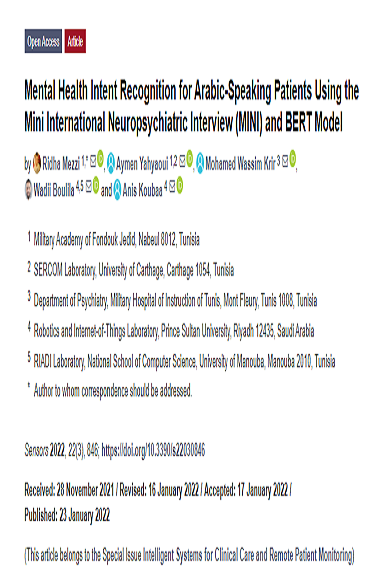 Open Access Article
Mental Health Intent Recognition for Arabic-Speaking Patients Using the
Mini International Neuropsychiatric Interview (MINI) and BERT Model
by Ridha Mezzi 1,* , Aymen Yahyaoui 1,2 , Mohamed Wassim Krir 3 ,
Wadii Boulila 4,5 and Anis Koubaa 4
1 Military Academy of Fondouk Jedid, Nabeul 8012, Tunisia
2 SERCOM Laboratory, University of Carthage, Carthage 1054, Tunisia
3 Department of Psychiatry, Military Hospital of Instruction of Tunis, Mont Fleury, Tunis 1008, Tunisia
4 Robotics and Internet-of-Things Laboratory, Prince Sultan University, Riyadh 12435, Saudi Arabia
5 RIADI Laboratory, National School of Computer Science, University of Manouba, Manouba 2010, Tunisia
* Author to whom correspondence should be addressed.
Sensors 2022, 22(3), 846; https://doi.org/10.3390/s22030846
Received: 28 November 2021 / Revised: 16 January 2022 / Accepted: 17 January 2022 /
Published: 23 January 2022
(This article belongs to the Special Issue Intelligent Systems for Clinical Care and Remote Patient Monitoring)